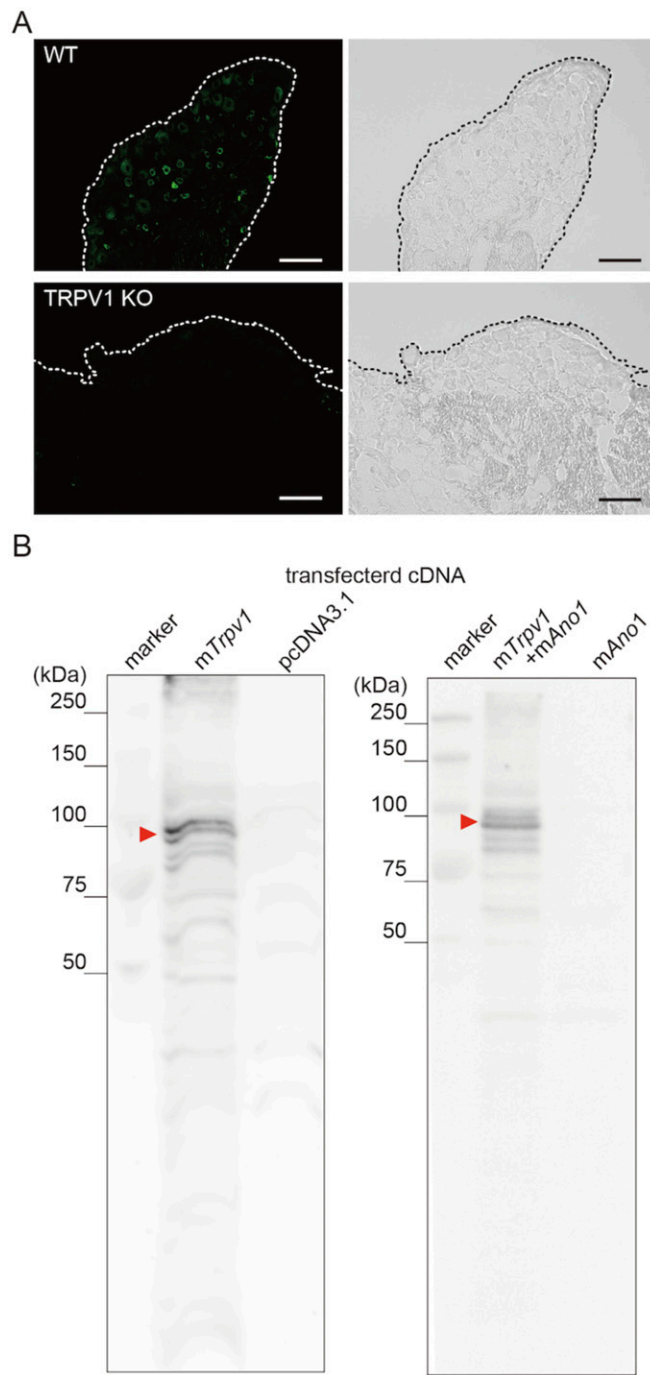 A
WT
TRPV1 KO
B
transfecterd cDNA
marker
mTrpv1
pcDNA3.1
(kDa)
250
150
100
75
50
marker
mTrpv1
+mAno1
mAno1
(kDa)
250
150
100
75
50